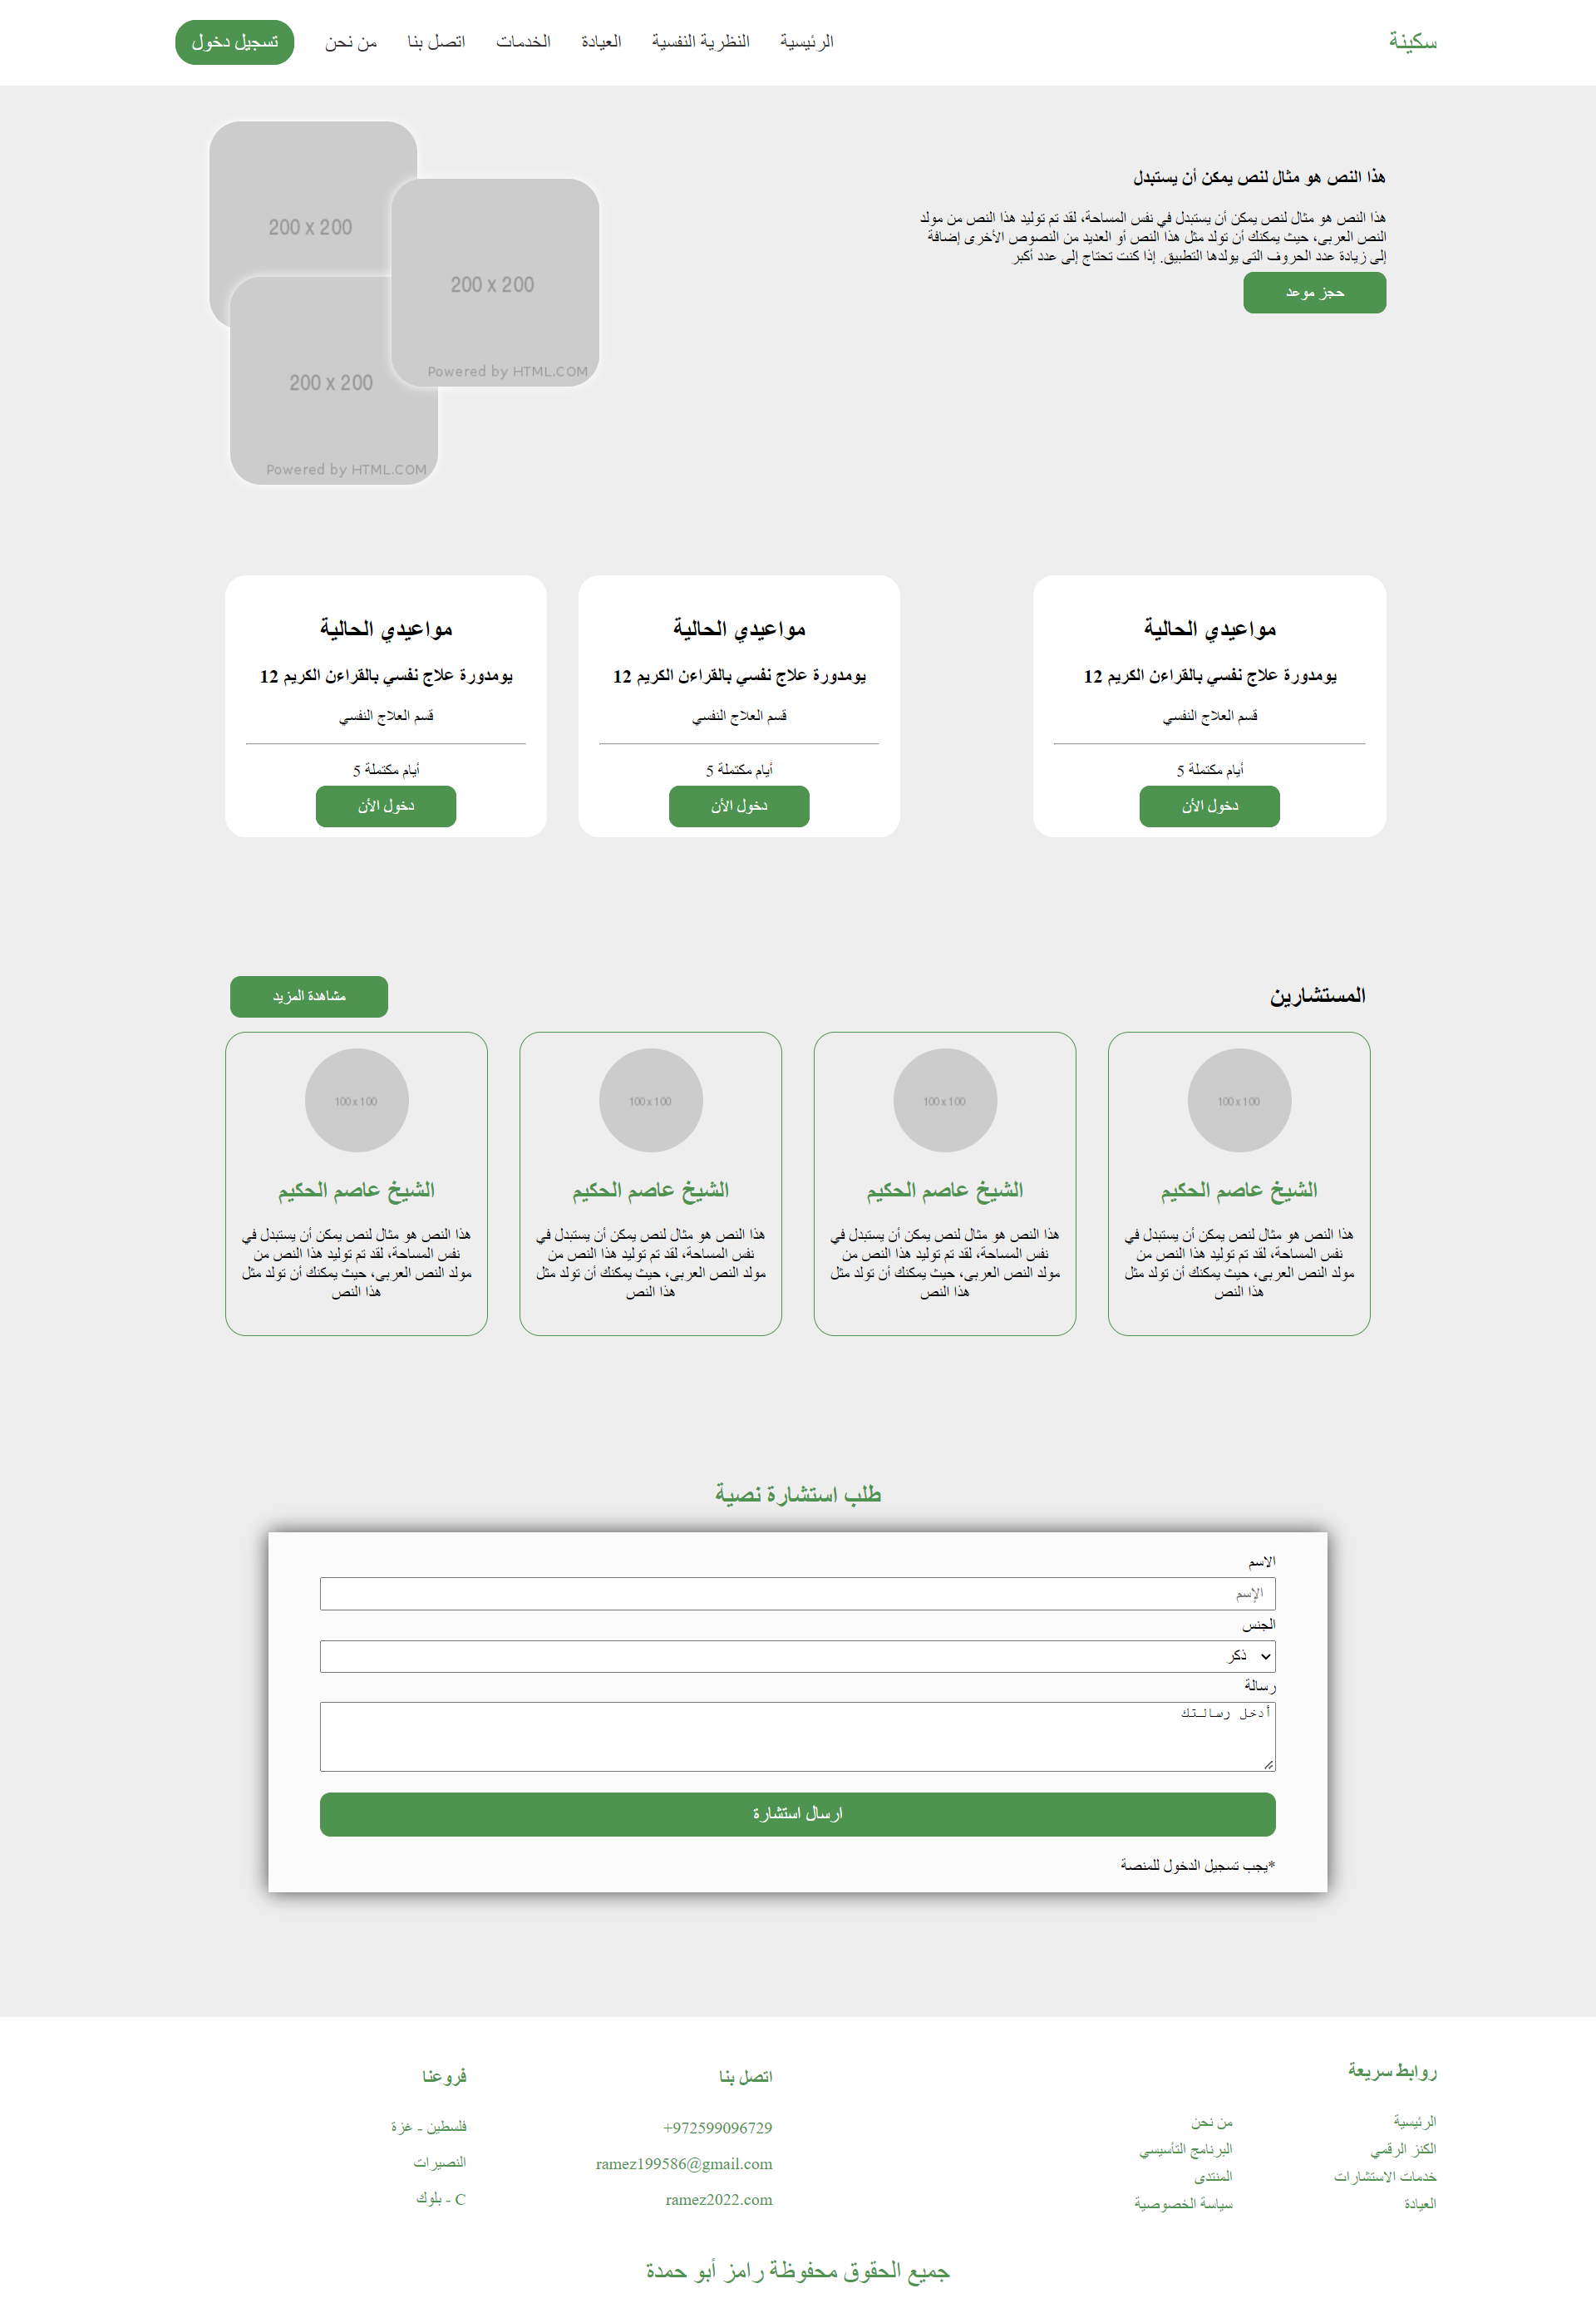 سكينة
الرئيسية
النظرية النفسية
العيادة
الخدمات
اتصل بنا
من نحن
تسجيل دخول
هذا النص هو مثال لنص يمكن أن يستبدل
هذا النص هو مثال لنص يمكن أن يستبدل في نفس المساحة، لقد تم توليد هذا النص من مولد
النص العربى، حيث يمكنك أن تولد مثل هذا النص أو العديد من النصوص الأخرى إضافة
إلى زيادة عدد الحروف التى يولدها التطبيق. إذا كنت تحتاج إلى عدد أكبر
حجز موعد
200 x 200
200 x 200
Powered by HTML.COM
200 x 200
Powered by HTML.COM
مواعيدي الحالية
يومدورة علاج نفسي بالقراءن الكريم 12
قسم العلاج النفسي
أيام مكتملة 5
دخول الأن
مواعيدي الحالية
يومدورة علاج نفسي بالقراءن الكريم 12
قسم العلاج النفسي
أيام مكتملة 5
دخول الأن
مواعيدي الحالية
يومدورة علاج نفسي بالقراءن الكريم 12
قسم العلاج النفسي
أيام مكتملة 5
دخول الأن
المستشارين
مشاهدة المزيد
100 x 100
الشيخ عاصم الحكيم
هذا النص هو مثال لنص يمكن أن يستبدل في
نفس المساحة، لقد تم توليد هذا النص من
مولد النص العربى، حيث يمكنك أن تولد مثل
هذا النص
100 x 100
الشيخ عاصم الحكيم
هذا النص هو مثال لنص يمكن أن يستبدل في
نفس المساحة، لقد تم توليد هذا النص من
مولد النص العربى، حيث يمكنك أن تولد مثل
هذا النص
100 x 100
الشيخ عاصم الحكيم
هذا النص هو مثال لنص يمكن أن يستبدل في
نفس المساحة، لقد تم توليد هذا النص من
مولد النص العربى، حيث يمكنك أن تولد مثل
هذا النص
100 x 100
الشيخ عاصم الحكيم
هذا النص هو مثال لنص يمكن أن يستبدل في
نفس المساحة، لقد تم توليد هذا النص من
مولد النص العربى، حيث يمكنك أن تولد مثل
هذا النص
طلب استشارة نصية
الاسم
الإسم
الجنس
ذكر
رسالة
أدخل رسالتك
ارسال استشارة
*يجب تسجيل الدخول للمنصة
روابط سريعة
الرئيسية
الكنز الرقمي
خدمات الاستشارات
العيادة
من نحن
البرنامج التأسيسي
المنتدى
سياسة الخصوصية
اتصل بنا
+972599096729
ramez199586@gmail.com
ramez2022.com
فروعنا
فلسطين - غزة
النصيرات
C - بلوك
جميع الحقوق محفوظة رامز أبو حمدة